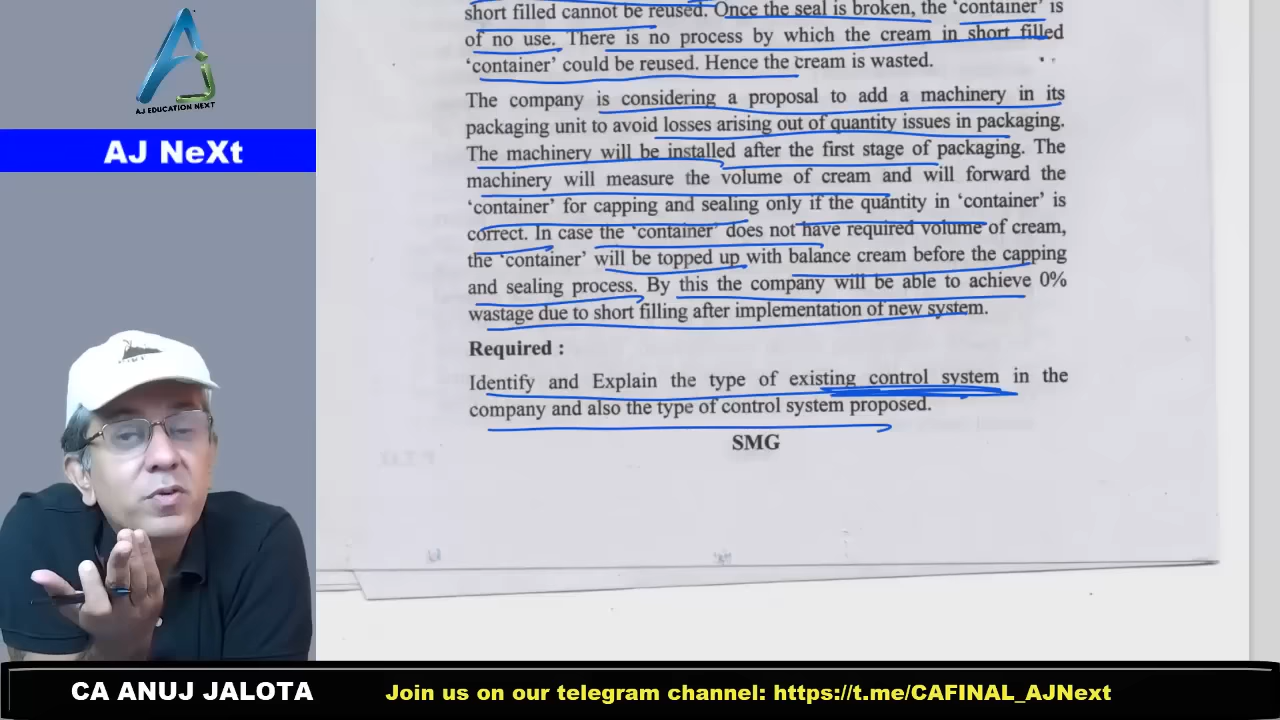 short filled cannot be reused. Once the seal is broken, the ‘container’ is
of no use. There is no process by which the cream in short filled
‘container’ could be reused. Hence the cream is wasted.
The company is considering a proposal to add a machinery in its
packaging unit to avoid losses arising out of quantity issues in packaging.
The machinery will be installed after the first stage of packaging. The
machinery will measure the volume of cream and will forward the
‘container’ for capping and sealing only if the quantity in ‘container’ is
correct. In case the ‘container’ does not have required volume of cream,
the ‘container’ will be topped up with balance cream before the capping
and sealing process. By this the company will be able to achieve 0%
wastage due to short filling after implementation of new system.
Required :
Identify and Explain the type of existing control system in the
company and also the type of control system proposed.
SMG
AJ EDUCATION NEXT
AJ NeXt
CA ANUJ JALOTA
Join us on our telegram channel: https://t.me/CAFINAL_AJNext